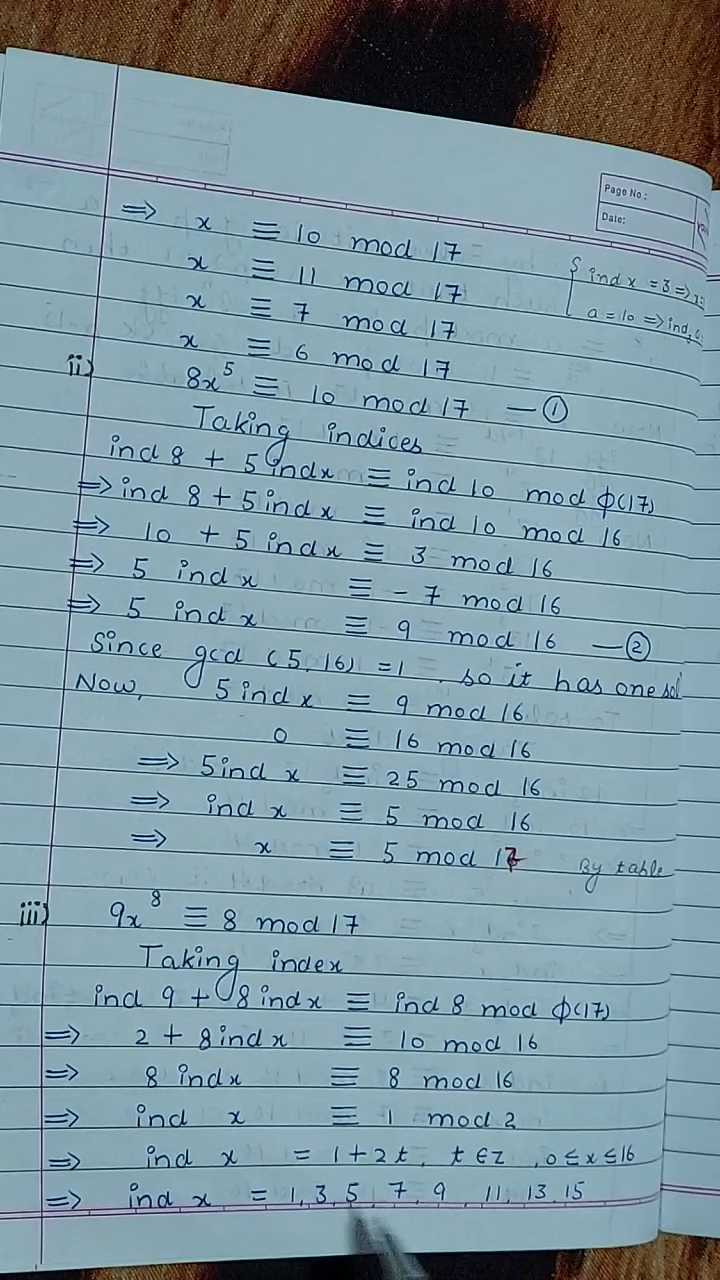 Page No :
Date:
⇒ x ≡ 10 mod 17
x ≡ 11 mod 17 { ind x = 3 ⇒
x ≡ 7 mod 17 a = 10 ⇒ ind
x ≡ 6 mod 17
ii) 8x⁵ ≡ 10 mod 17 — ①
Taking indices
ind 8 + 5 ind x ≡ ind 10 mod ϕ(17)
⇒ ind 8 + 5 ind x ≡ ind 10 mod 16
⇒ 10 + 5 ind x ≡ 3 mod 16
⇒ 5 ind x ≡ - 7 mod 16
⇒ 5 ind x ≡ 9 mod 16 — ②
Since gcd (5, 16) = 1 , so it has one sol
Now, 5 ind x ≡ 9 mod 16
0 ≡ 16 mod 16
⇒ 5 ind x ≡ 25 mod 16
⇒ ind x ≡ 5 mod 16
⇒ x ≡ 5 mod 17 By table
iii) 9x⁸ ≡ 8 mod 17
Taking index
ind 9 + 8 ind x ≡ ind 8 mod ϕ(17)
⇒ 2 + 8 ind x ≡ 10 mod 16
⇒ 8 ind x ≡ 8 mod 16
⇒ ind x ≡ 1 mod 2
⇒ ind x = 1 + 2t, t ∈ z , 0 ≤ x ≤ 16
⇒ ind x = 1, 3, 5, 7, 9, 11, 13, 15